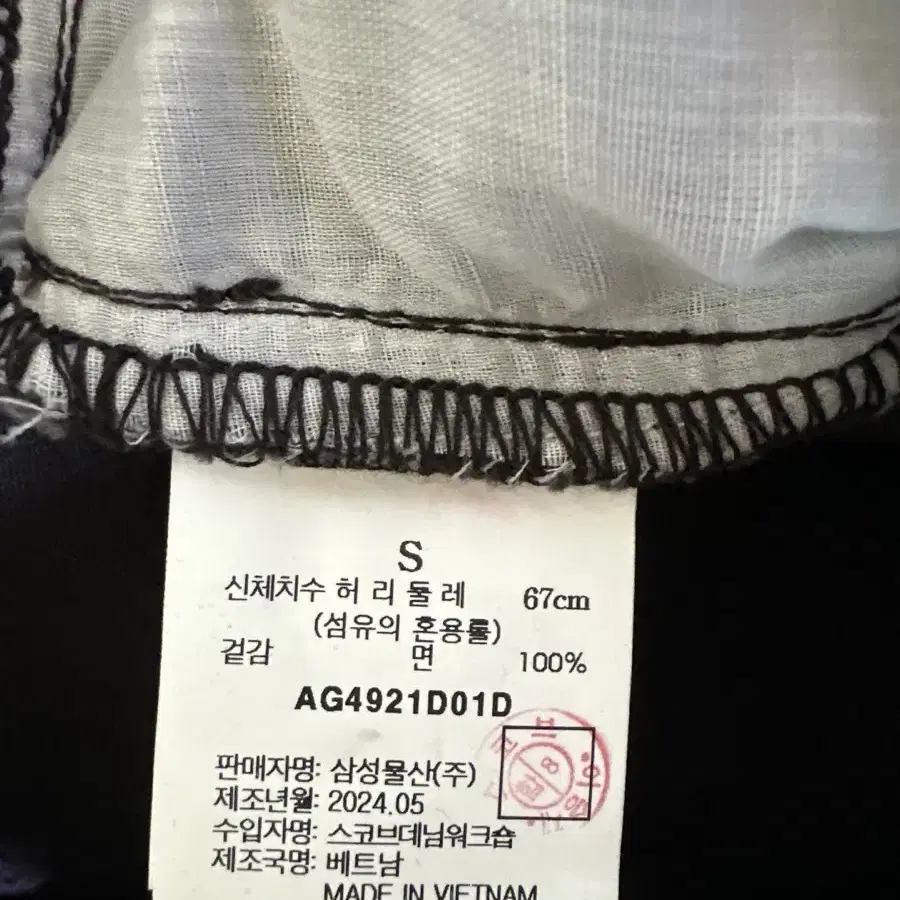 S
신체치수 허 리 둘 레 67cm
(섬유의 혼용률)
겉감 면 100%
AG4921D01D
판매자명: 삼성물산(주)
제조년월: 2024.05
수입자명: 스코브데님워크숍
제조국명: 베트남
MADE IN VIETNAM